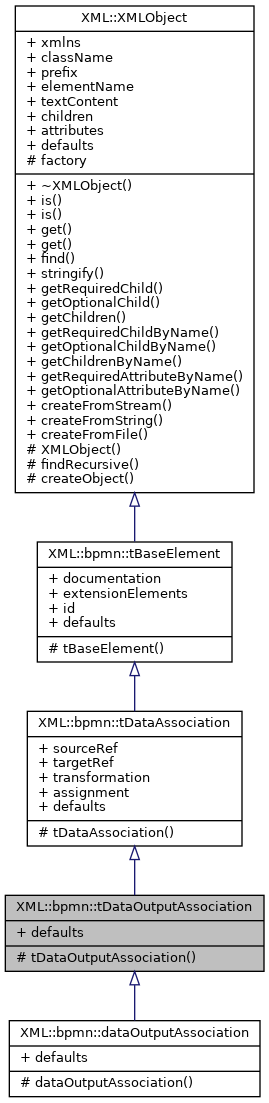 XML::XMLObject
+ xmlns
+ className
+ prefix
+ elementName
+ textContent
+ children
+ attributes
+ defaults
# factory
+ ~XMLObject()
+ is()
+ is()
+ get()
+ get()
+ find()
+ stringify()
+ getRequiredChild()
+ getOptionalChild()
+ getChildren()
+ getRequiredChildByName()
+ getOptionalChildByName()
+ getChildrenByName()
+ getRequiredAttributeByName()
+ getOptionalAttributeByName()
+ createFromStream()
+ createFromString()
+ createFromFile()
# XMLObject()
# findRecursive()
# createObject()
XML::bpmn::tBaseElement
+ documentation
+ extensionElements
+ id
+ defaults
# tBaseElement()
XML::bpmn::tDataAssociation
+ sourceRef
+ targetRef
+ transformation
+ assignment
+ defaults
# tDataAssociation()
XML::bpmn::tDataOutputAssociation
+ defaults
# tDataOutputAssociation()
XML::bpmn::dataOutputAssociation
+ defaults
# dataOutputAssociation()